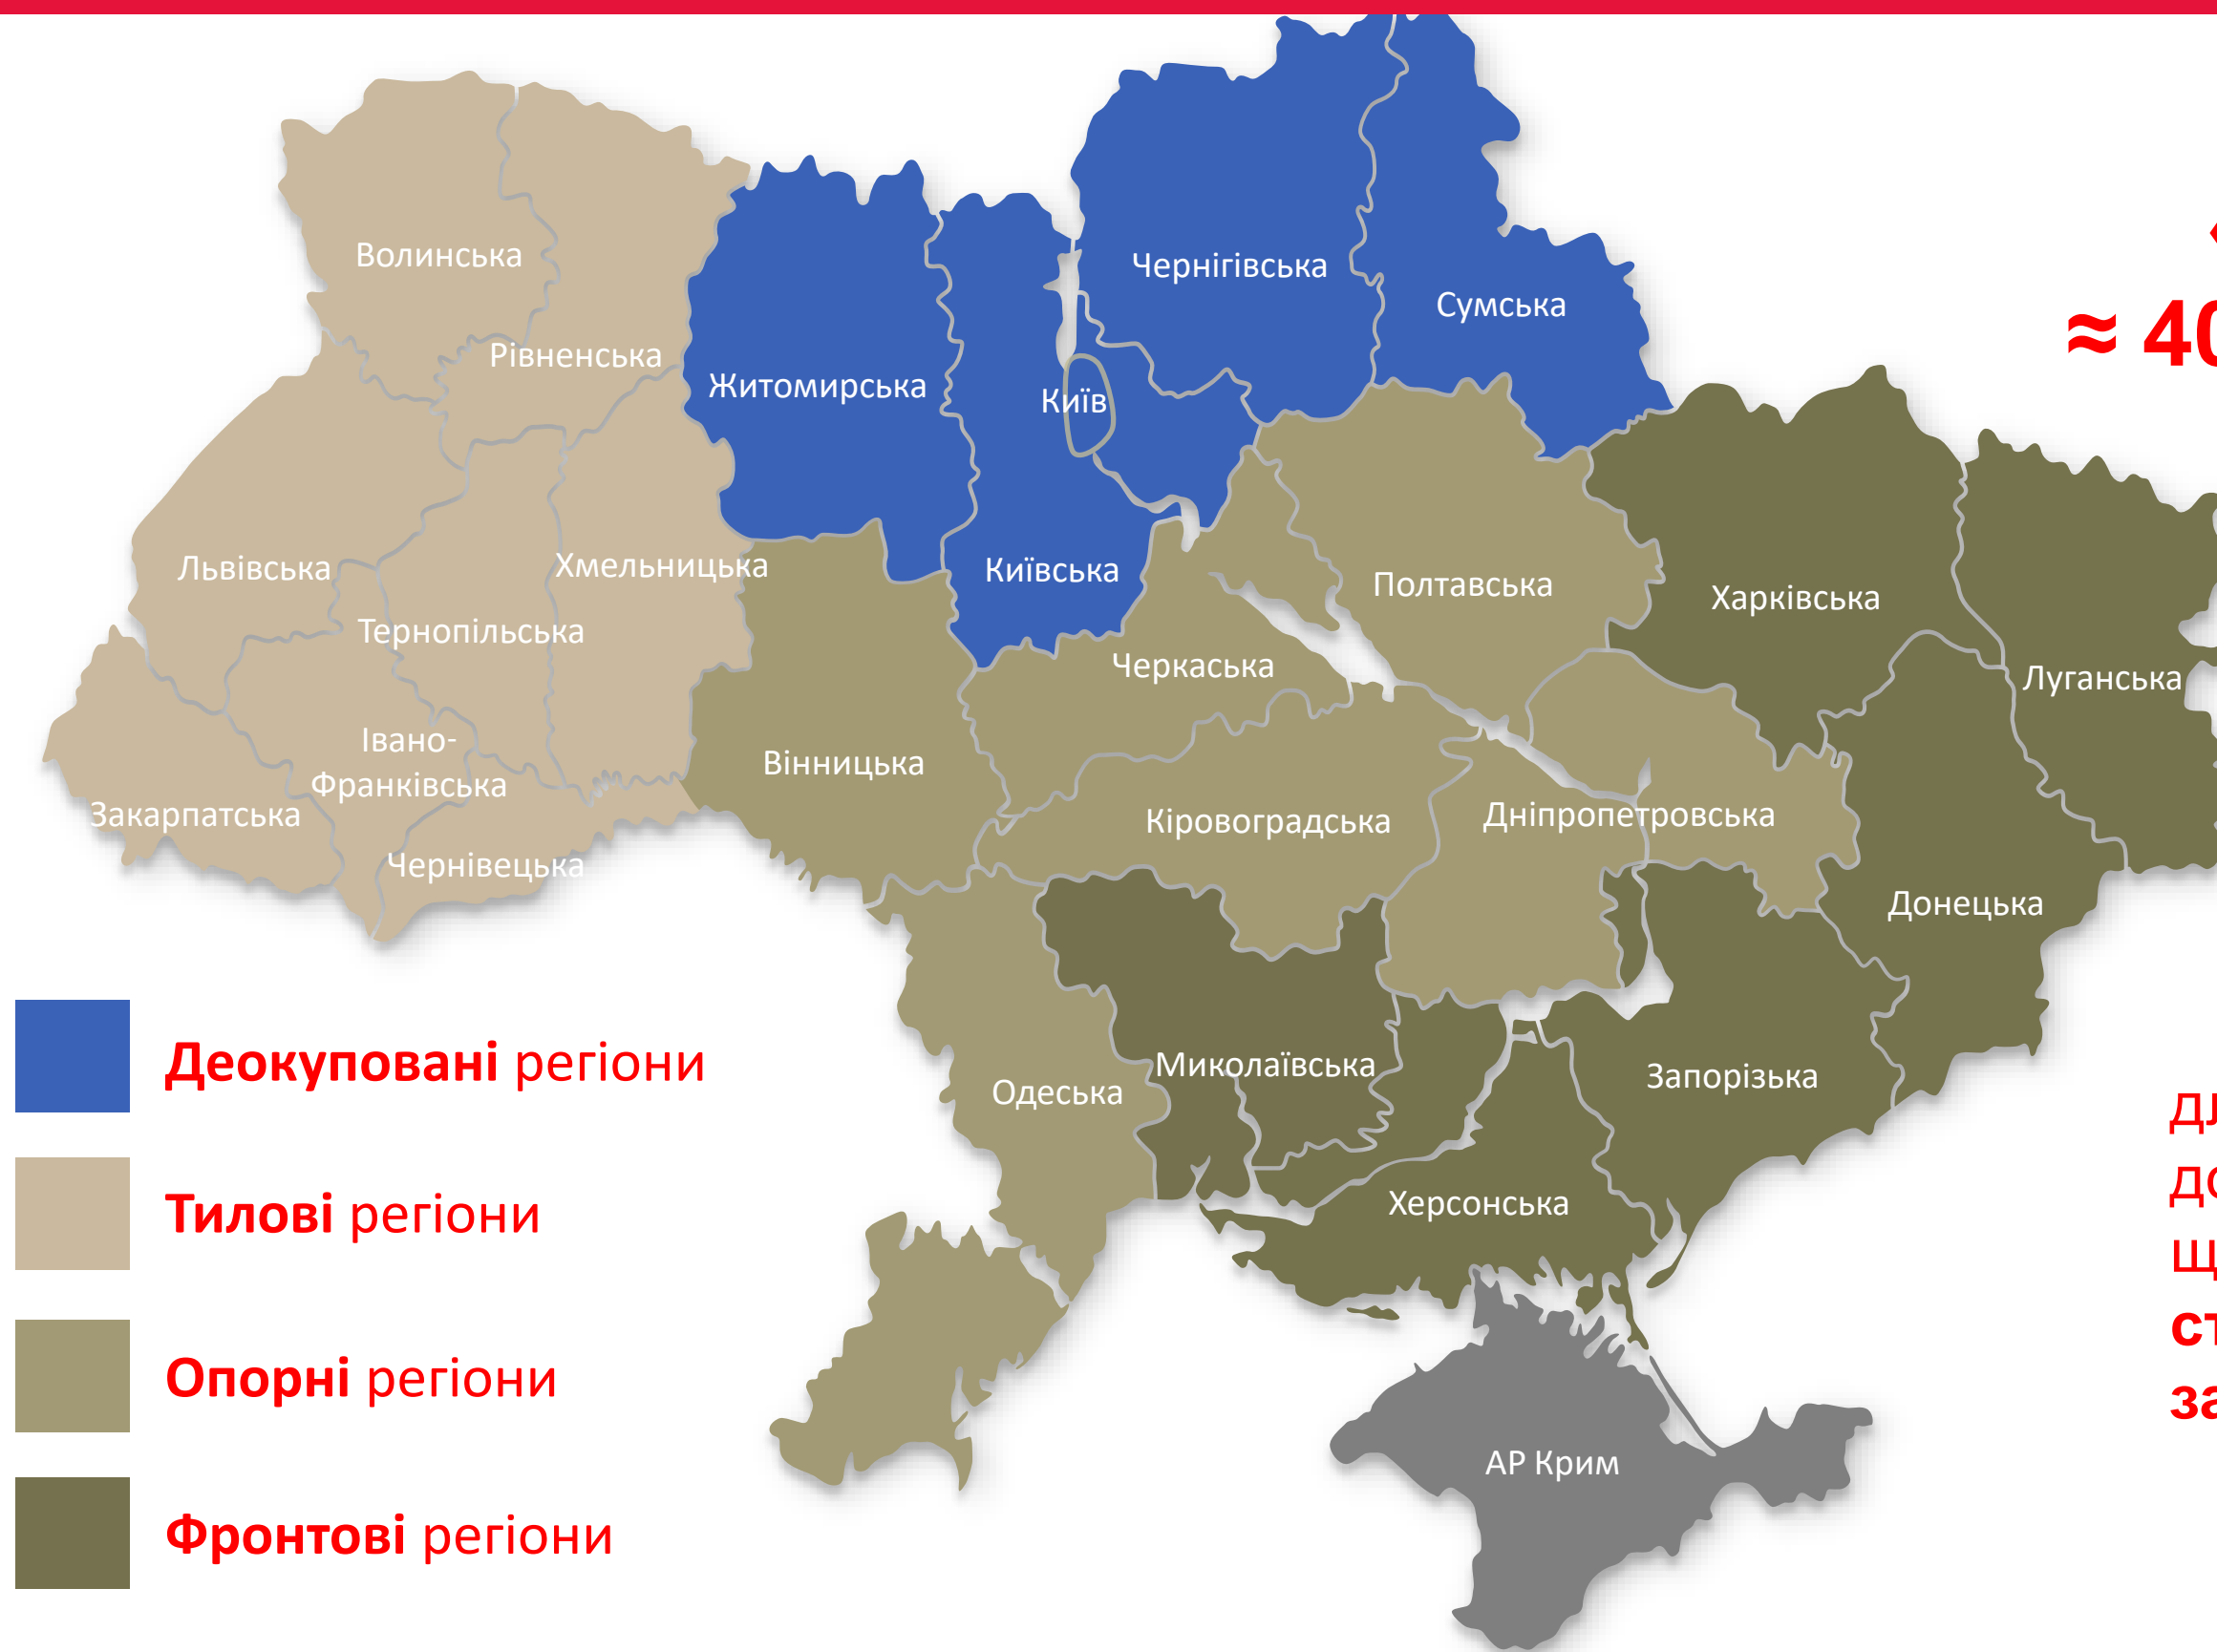 Волинська
Рівненська
Житомирська
Київ
Чернігівська
Сумська
≈ 40
Львівська
Хмельницька
Тернопільська
Київська
Полтавська
Харківська
Луганська
Черкаська
Івано-
Франківська
Закарпатська
Чернівецька
Вінницька
Кіровоградська
Дніпропетровська
Донецька
Миколаївська
Одеська
Запорізька
Херсонська
АР Крим
Деокуповані регіони
Тилові регіони
Опорні регіони
Фронтові регіони